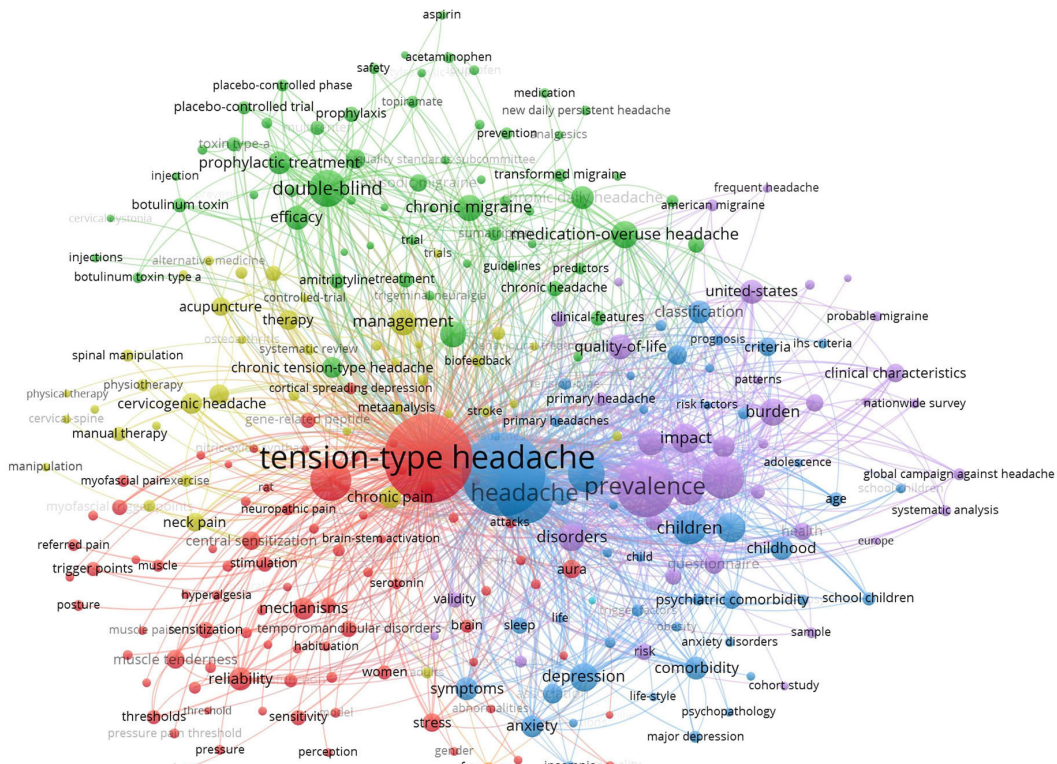 aspirin
acetaminophen
safety
placebo-controlled phase
topiramate
medication
placebo-controlled trial
prophylaxis
new daily persistent headache
prevention
analgesics
toxin type-a
prophylactic treatment
quality standards subcommittee
injection
double-blind
episodic migraine
transformed migraine
frequent headache
botulinum toxin
chronic migraine
chronic daily headache
american migraine
cervical dystonia
efficacy
sumatriptan
medication-overuse headache
trial
trials
injections
alternative medicine
guidelines
predictors
botulinum toxin type a
amitriptyline
treatment
chronic headache
united-states
controlled-trial
trigeminal neuralgia
acupuncture
therapy
management
clinical-features
classification
probable migraine
osteoarthritis
systematic review
quality-of-life
prognosis
criteria
ihs criteria
spinal manipulation
chronic tension-type headache
biofeedback
clinical characteristics
physical therapy
physiotherapy
cortical spreading depression
patterns
cervicogenic headache
metaanalysis
stroke
primary headache
risk factors
nationwide survey
cervical-spine
gene-related peptide
primary headaches
burden
manual therapy
impact
manipulation
tension-type headache
adolescence
myofascial pain
exercise
rat
global campaign against headache
headache
prevalence
school children
chronic pain
age
myofascial trigger points
neuropathic pain
systematic analysis
neck pain
attacks
children
central sensitization
brain-stem activation
disorders
health
referred pain
childhood
europe
trigger points
muscle
stimulation
aura
child
questionnaire
hyperalgesia
serotonin
posture
mechanisms
validity
psychiatric comorbidity
school-children
trigger factors
muscle pain
sensitization
temporomandibular disorders
brain
sleep
life
obesity
sample
habituation
anxiety disorders
muscle tenderness
risk
reliability
women
adults
depression
comorbidity
cohort study
symptoms
life-style
thresholds
threshold
sensitivity
model
abnormalities
psychopathology
stress
anxiety
pressure pain threshold
major depression
pressure
perception
gender